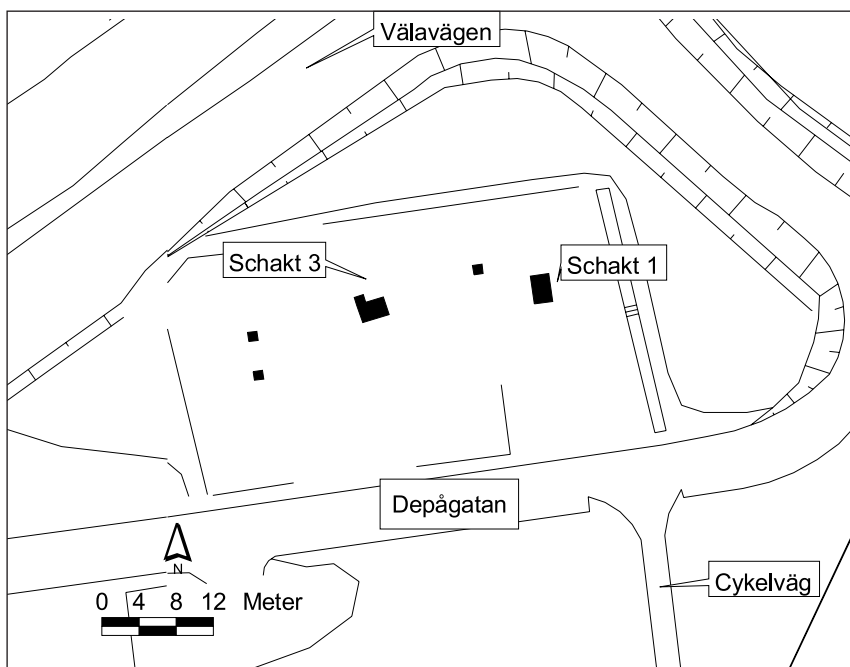 Välavägen
Schakt 3
Schakt 1
Depågatan
N
Cykelväg
0 4 8 12 Meter